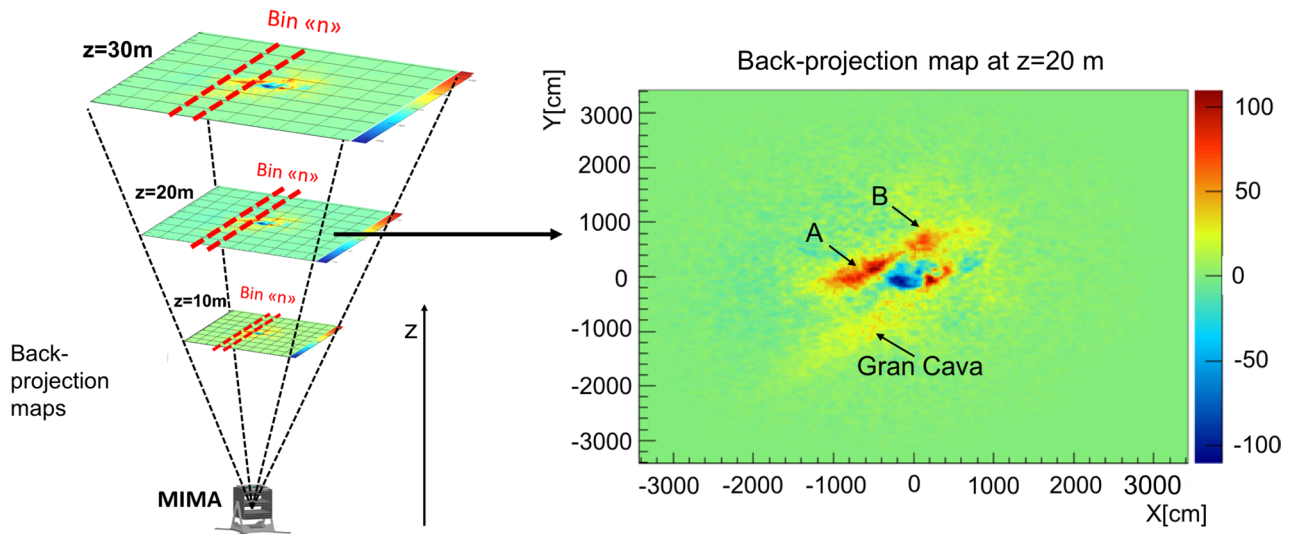 Bin «n»
z=30m
Bin «n»
z=20m
Bin «n»
z=10m
z
Back-
projection
maps
MIMA
Back-projection map at z=20 m
Y[cm]
3000
2000
1000
0
-1000
-2000
-3000
B
A
Gran Cava
-3000
-2000
-1000
0
1000
2000
3000
X[cm]
100
50
0
-50
-100